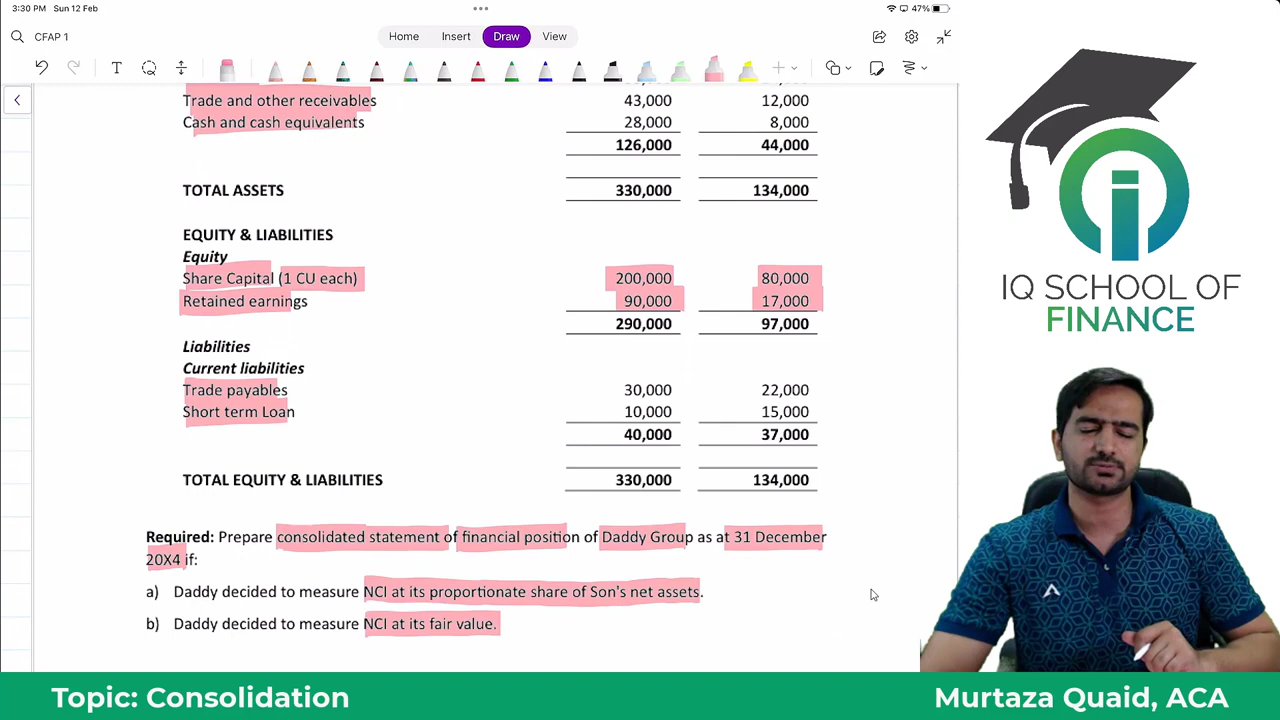 3:30 PM Sun 12 Feb
47%
CFAP 1
Home Insert Draw View
Trade and other receivables 43,000 12,000
Cash and cash equivalents 28,000 8,000
126,000 44,000
TOTAL ASSETS 330,000 134,000
EQUITY & LIABILITIES
Equity
Share Capital (1 CU each) 200,000 80,000
Retained earnings 90,000 17,000
290,000 97,000
Liabilities
Current liabilities
Trade payables 30,000 22,000
Short term Loan 10,000 15,000
40,000 37,000
TOTAL EQUITY & LIABILITIES 330,000 134,000
Required: Prepare consolidated statement of financial position of Daddy Group as at 31 December
20X4 if:
a) Daddy decided to measure NCI at its proportionate share of Son's net assets.
b) Daddy decided to measure NCI at its fair value.
IQ SCHOOL OF
FINANCE
Topic: Consolidation
Murtaza Quaid, ACA